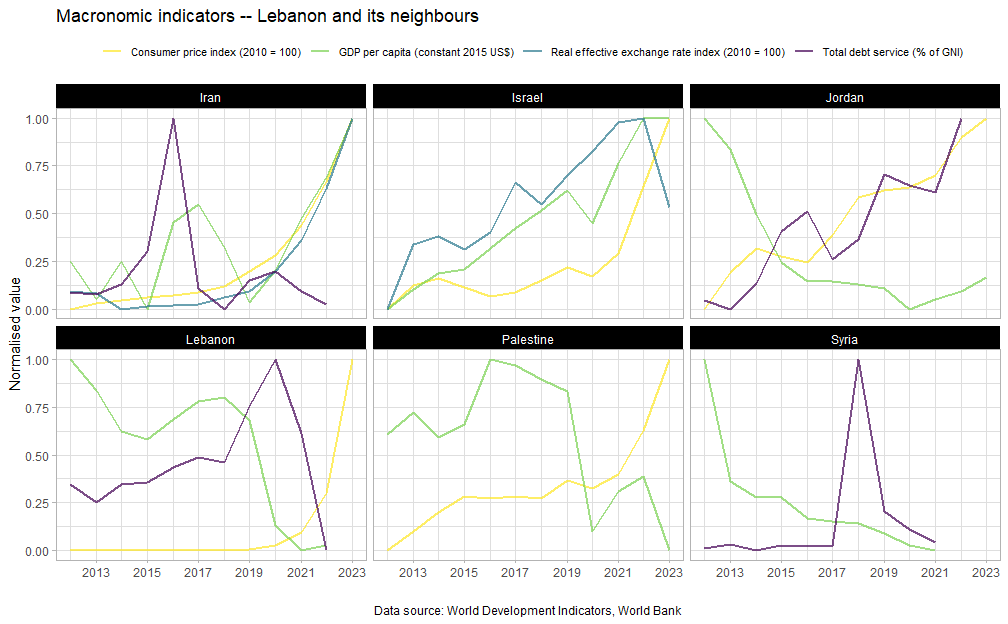 Macronomic indicators -- Lebanon and its neighbours
Consumer price index (2010 = 100) GDP per capita (constant 2015 US$) Real effective exchange rate index (2010 = 100) Total debt service (% of GNI)
Iran Israel Jordan
1.00
0.75
0.50
0.25
0.00
Normalised value
Lebanon Palestine Syria
1.00
0.75
0.50
0.25
0.00
2013 2015 2017 2019 2021 2023 2013 2015 2017 2019 2021 2023 2013 2015 2017 2019 2021 2023
Data source: World Development Indicators, World Bank